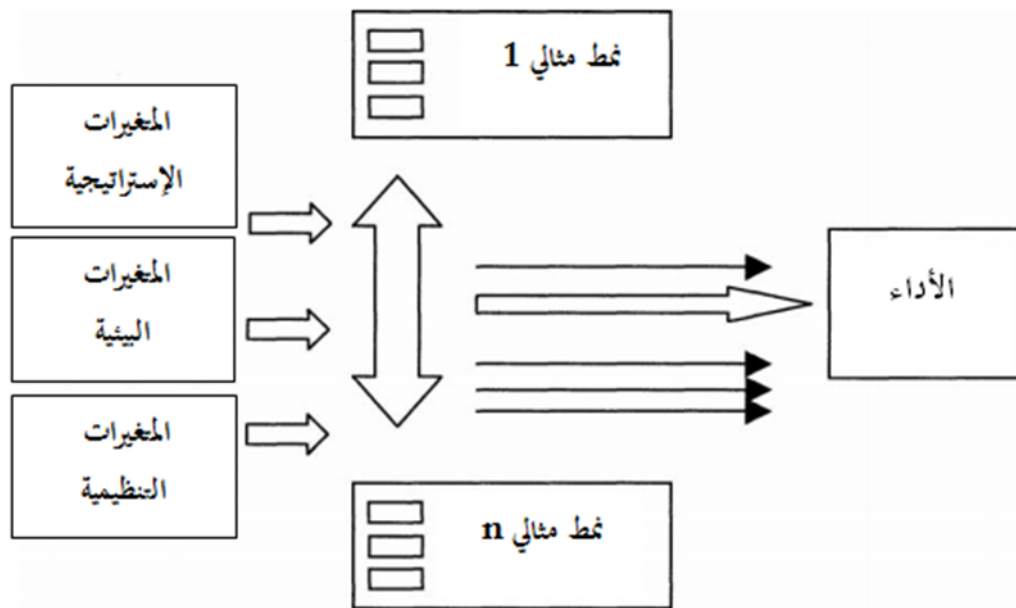 نمط مثالي 1
المتغيرات
الإستراتيجية
المتغيرات
البيئية
المتغيرات
التنظيمية
الأداء
نمط مثالي n